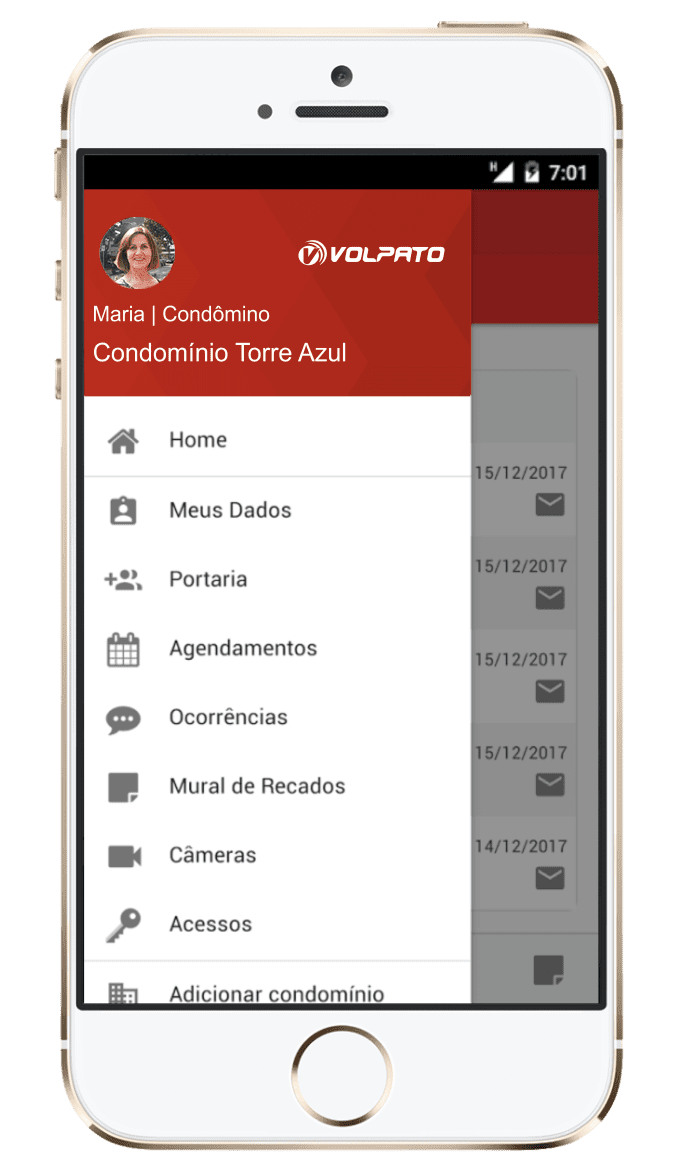 H 7:01
VOLPATO
Maria | Condômino
Condomínio Torre Azul
Home
Meus Dados
Portaria
Agendamentos
Ocorrências
Mural de Recados
Câmeras
Acessos
Adicionar condomínio
15/12/2017
15/12/2017
15/12/2017
15/12/2017
14/12/2017